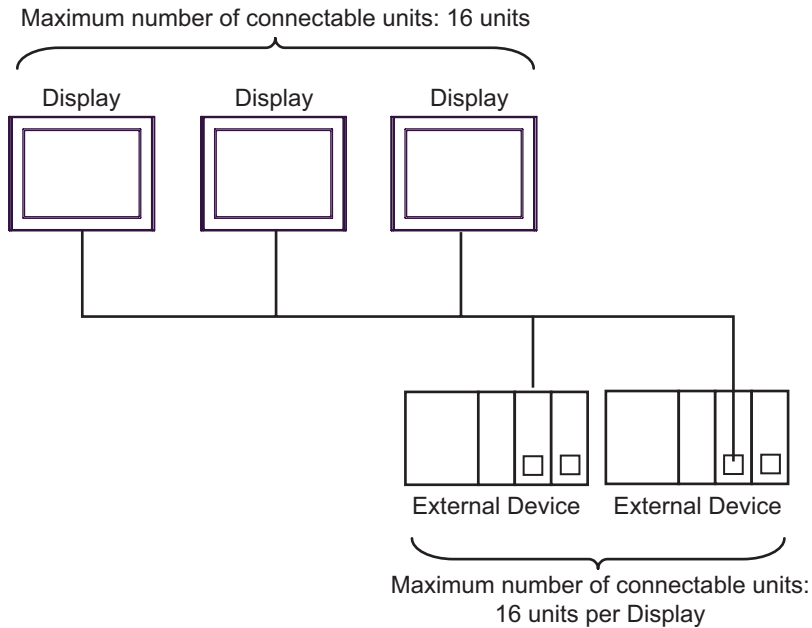 Maximum number of connectable units: 16 units
Display
Display
Display
External Device
External Device
Maximum number of connectable units:
16 units per Display